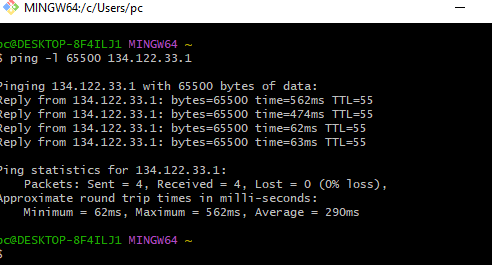 MINGW64:/c/Users/pc
pc@DESKTOP-8F4ILJ1 MINGW64 ~
$ ping -l 65500 134.122.33.1
Pinging 134.122.33.1 with 65500 bytes of data:
Reply from 134.122.33.1: bytes=65500 time=562ms TTL=55
Reply from 134.122.33.1: bytes=65500 time=474ms TTL=55
Reply from 134.122.33.1: bytes=65500 time=62ms TTL=55
Reply from 134.122.33.1: bytes=65500 time=63ms TTL=55
Ping statistics for 134.122.33.1:
Packets: Sent = 4, Received = 4, Lost = 0 (0% loss),
Approximate round trip times in milli-seconds:
Minimum = 62ms, Maximum = 562ms, Average = 290ms
pc@DESKTOP-8F4ILJ1 MINGW64 ~
$